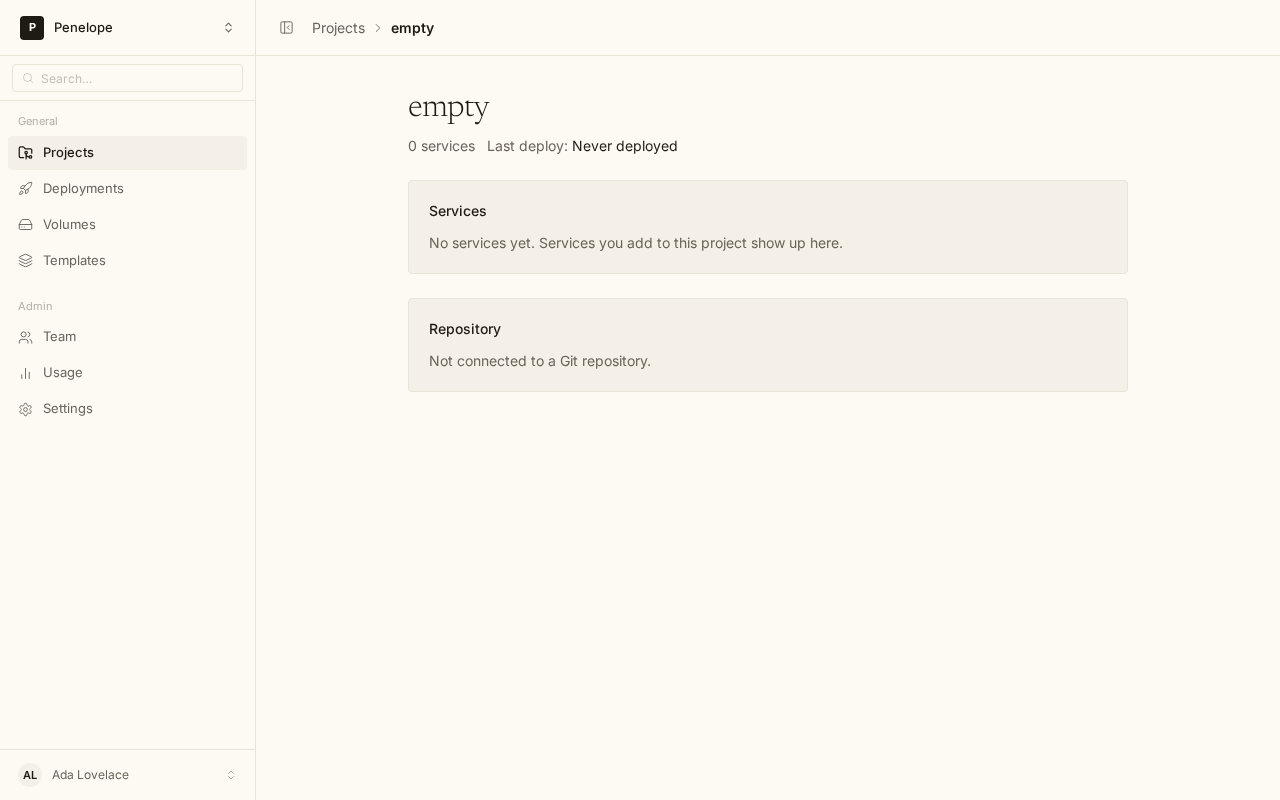 P Penelope
Search...
General
Projects
Deployments
Volumes
Templates
Admin
Team
Usage
Settings
AL Ada Lovelace
Projects empty
empty
0 services Last deploy: Never deployed
Services
No services yet. Services you add to this project show up here.
Repository
Not connected to a Git repository.